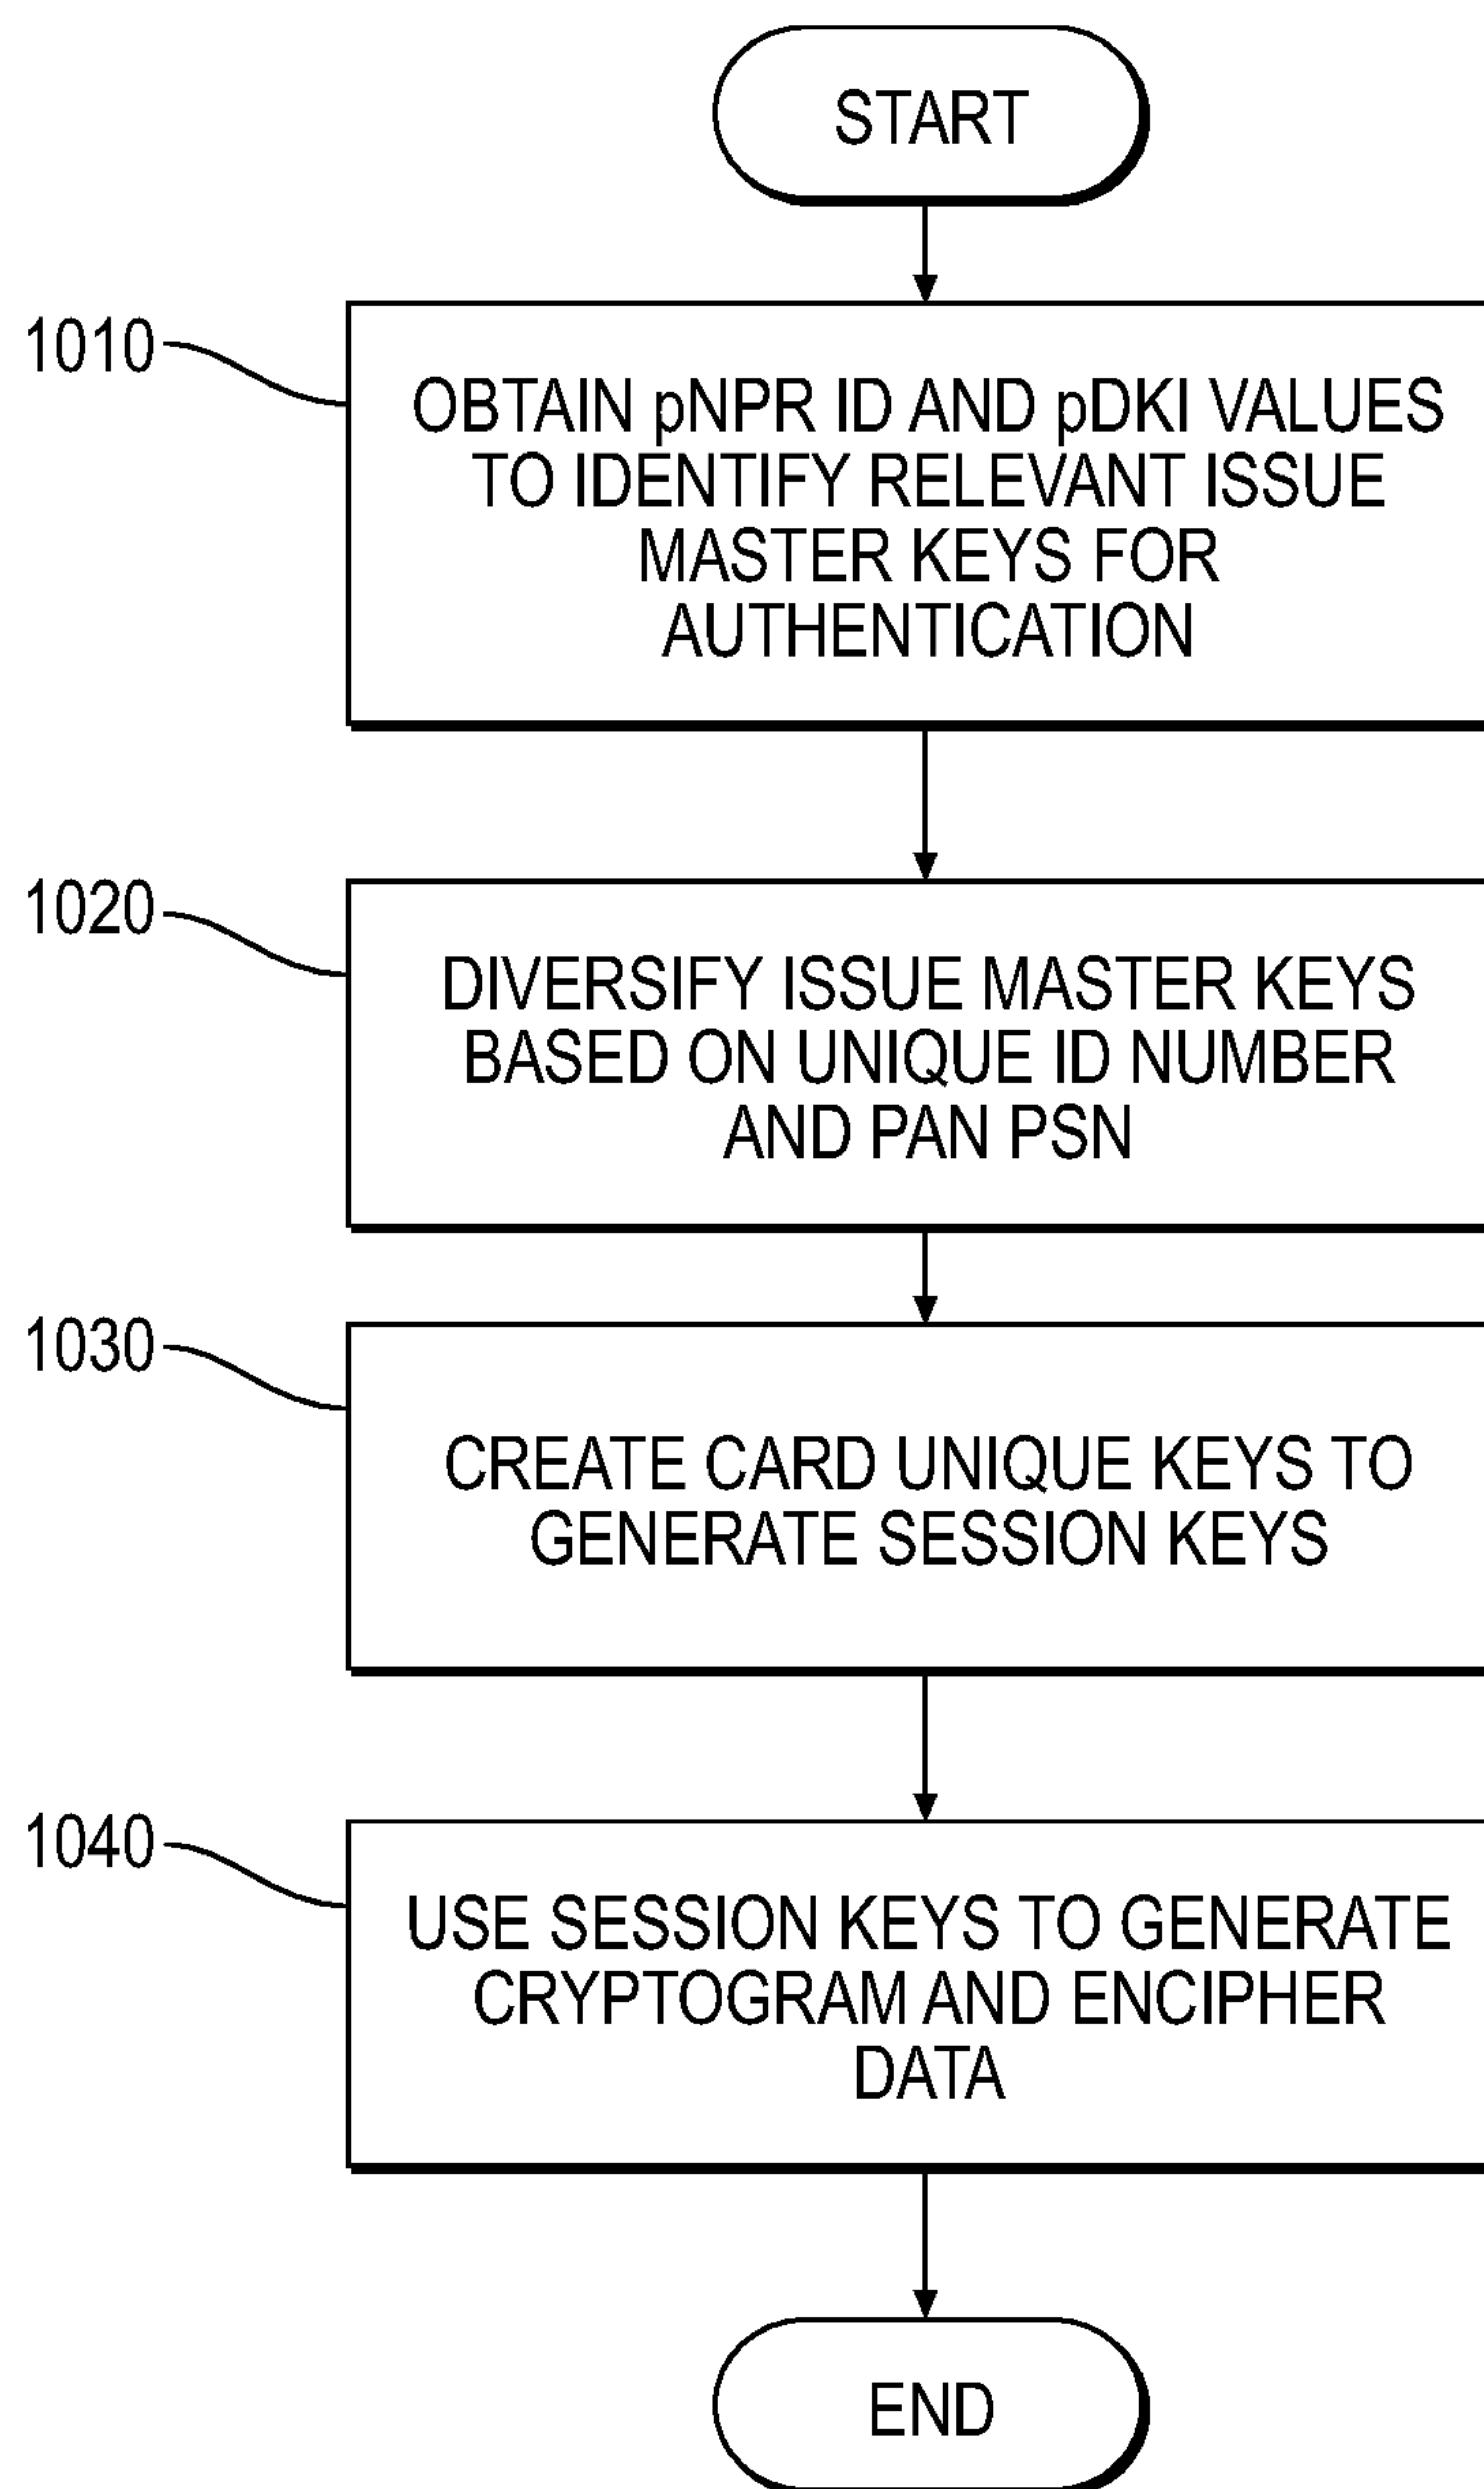 START
1010
OBTAIN pNPR ID AND pDKI VALUES
TO IDENTIFY RELEVANT ISSUE
MASTER KEYS FOR
AUTHENTICATION
1020
DIVERSIFY ISSUE MASTER KEYS
BASED ON UNIQUE ID NUMBER
AND PAN PSN
1030
CREATE CARD UNIQUE KEYS TO
GENERATE SESSION KEYS
1040
USE SESSION KEYS TO GENERATE
CRYPTOGRAM AND ENCIPHER
DATA
END